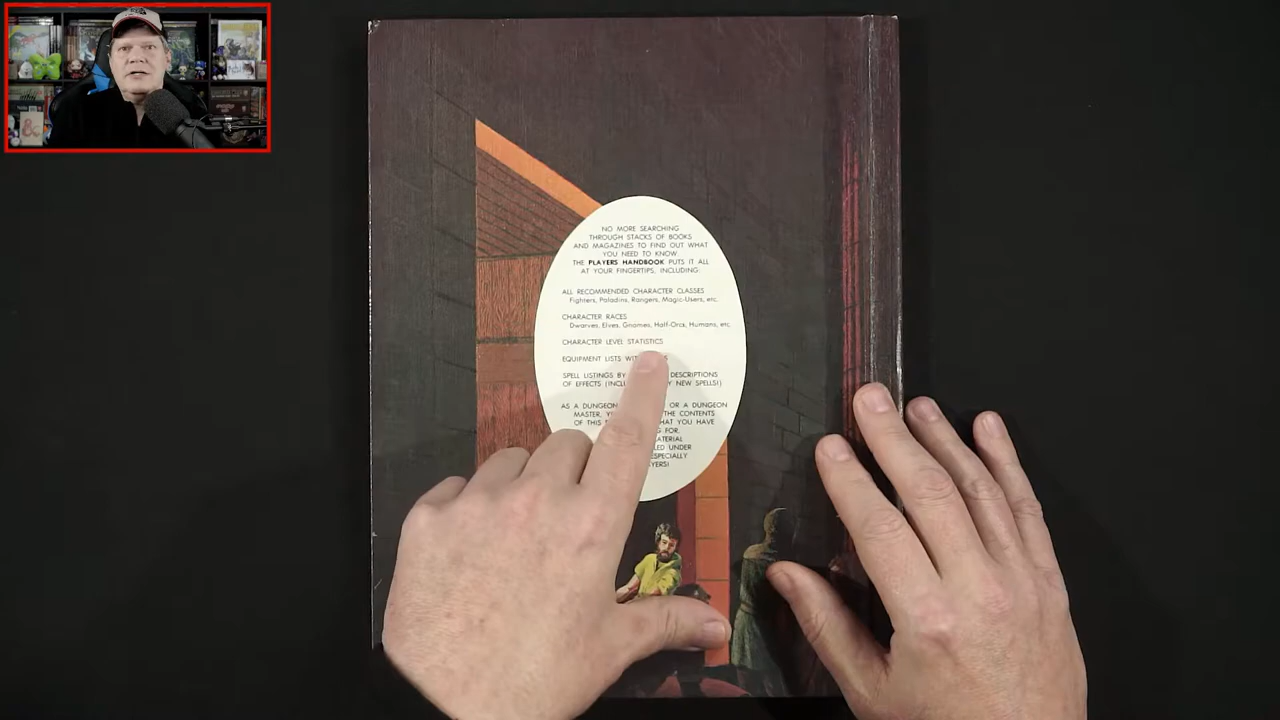 NO MORE SEARCHING
THROUGH STACKS OF BOOKS
AND MAGAZINES TO FIND OUT WHAT
YOU NEED TO KNOW.
THE PLAYERS HANDBOOK PUTS IT ALL
AT YOUR FINGERTIPS, INCLUDING:
ALL RECOMMENDED CHARACTER CLASSES
Fighters, Paladins, Rangers, Magic-Users, etc.
CHARACTER RACES
Dwarves, Elves, Gnomes, Half-Orcs, Humans, etc.
CHARACTER LEVEL STATISTICS
EQUIPMENT LISTS
SPELL LISTINGS BY DESCRIPTIONS
OF EFFECTS NEW SPELLS!)
AS A DUNGEON OR A DUNGEON
MASTER, THE CONTENTS
OF THIS YOU HAVE
FOR.
UNDER
ESPECIALLY